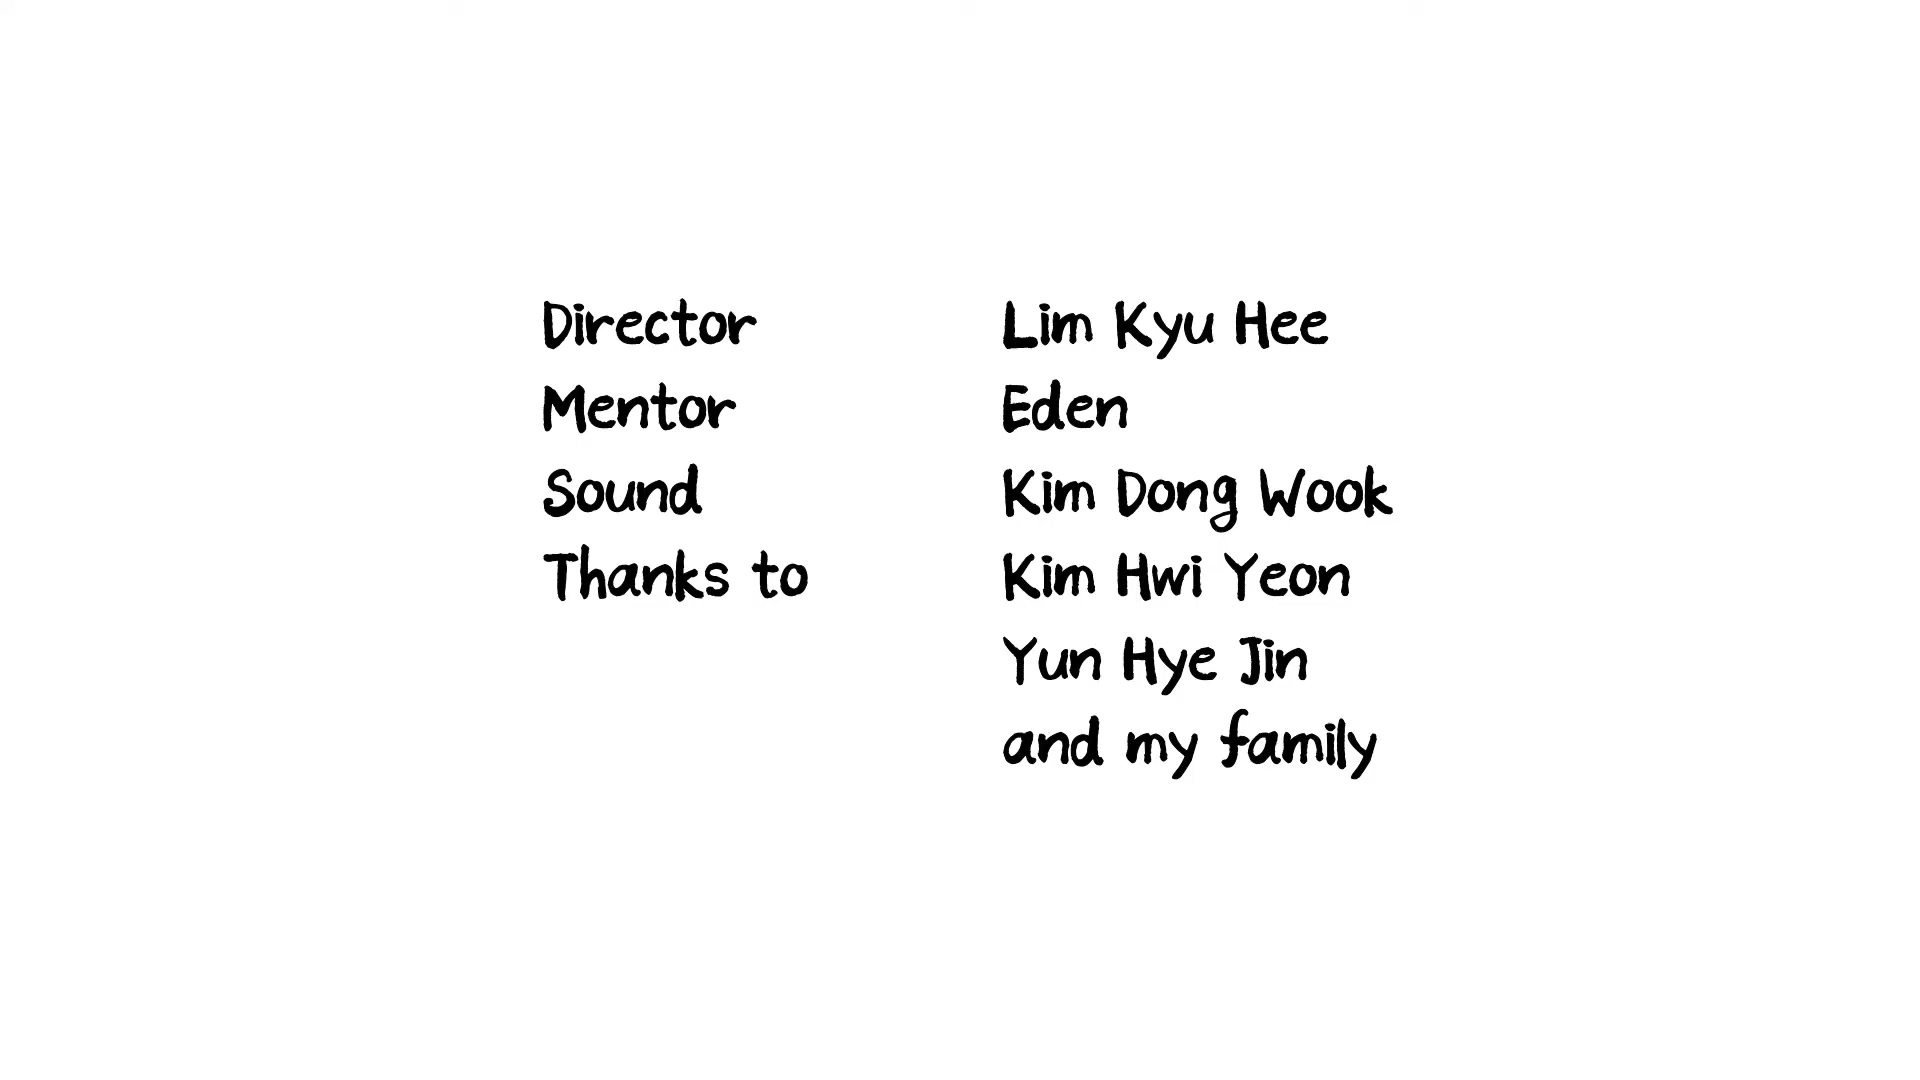 Director Lim Kyu Hee
Mentor Eden
Sound Kim Dong Wook
Thanks to Kim Hwi Yeon
Yun Hye Jin
and my family